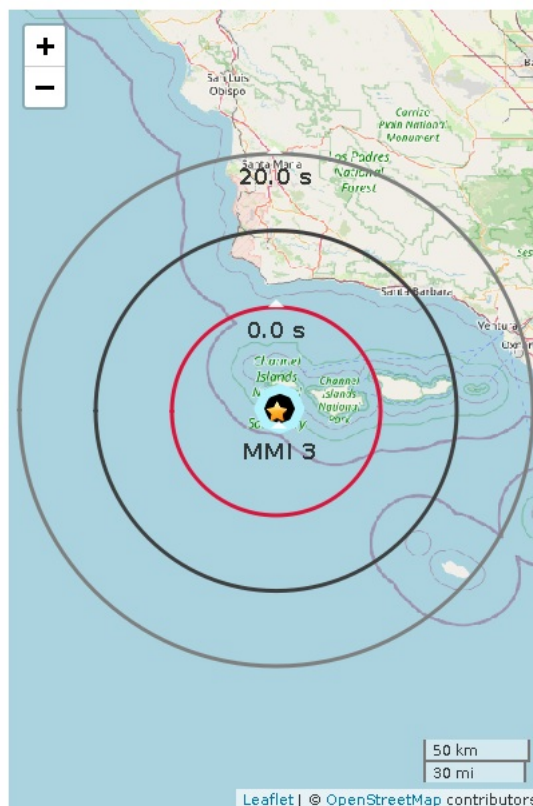 +
−
San Luis
Obispo
Carrizo
Plain National
Monument
Los Padres
National
Forest
Santa Maria
20.0 s
Santa Barbara
Ventura
0.0 s
Channel
Islands
Channel
Islands
National
Park
MMI 3
50 km
30 mi
Leaflet | © OpenStreetMap contributors